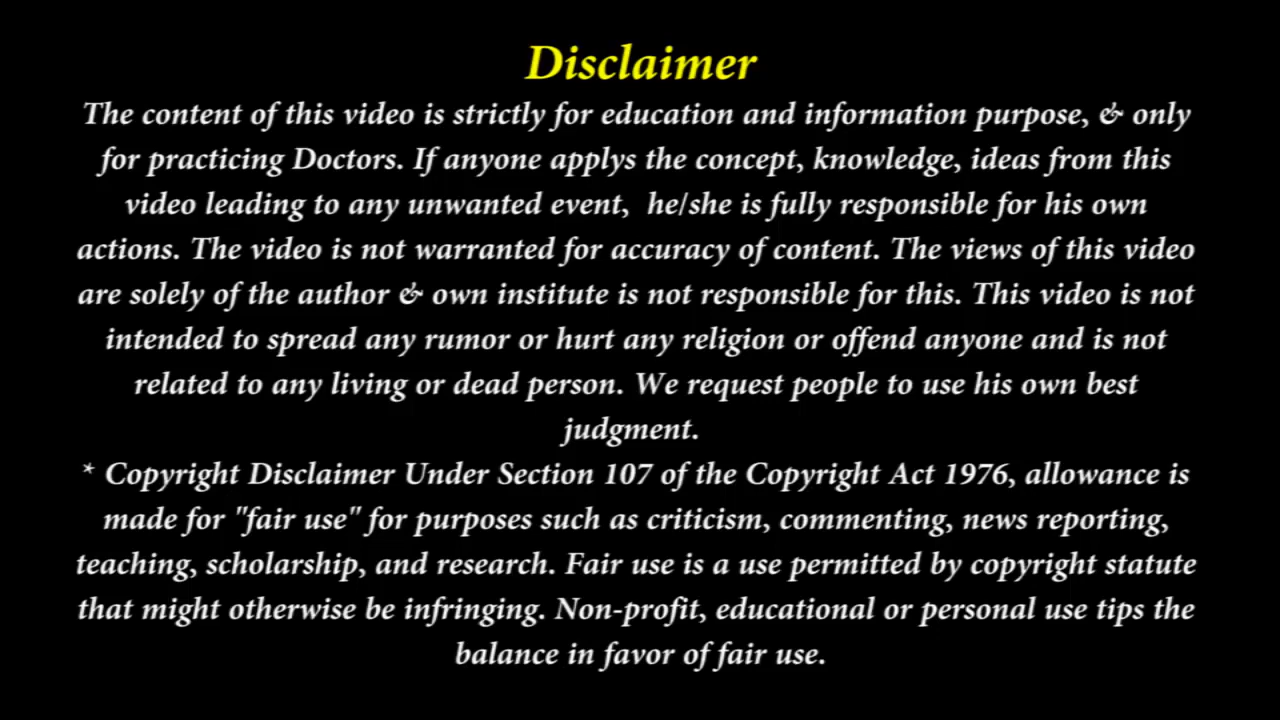 Disclaimer
The content of this video is strictly for education and information purpose, & only
for practicing Doctors. If anyone applys the concept, knowledge, ideas from this
video leading to any unwanted event,  he/she is fully responsible for his own
actions. The video is not warranted for accuracy of content. The views of this video
are solely of the author & own institute is not responsible for this. This video is not
intended to spread any rumor or hurt any religion or offend anyone and is not
related to any living or dead person. We request people to use his own best
judgment.
* Copyright Disclaimer Under Section 107 of the Copyright Act 1976, allowance is
made for "fair use" for purposes such as criticism, commenting, news reporting,
teaching, scholarship, and research. Fair use is a use permitted by copyright statute
that might otherwise be infringing. Non-profit, educational or personal use tips the
balance in favor of fair use.